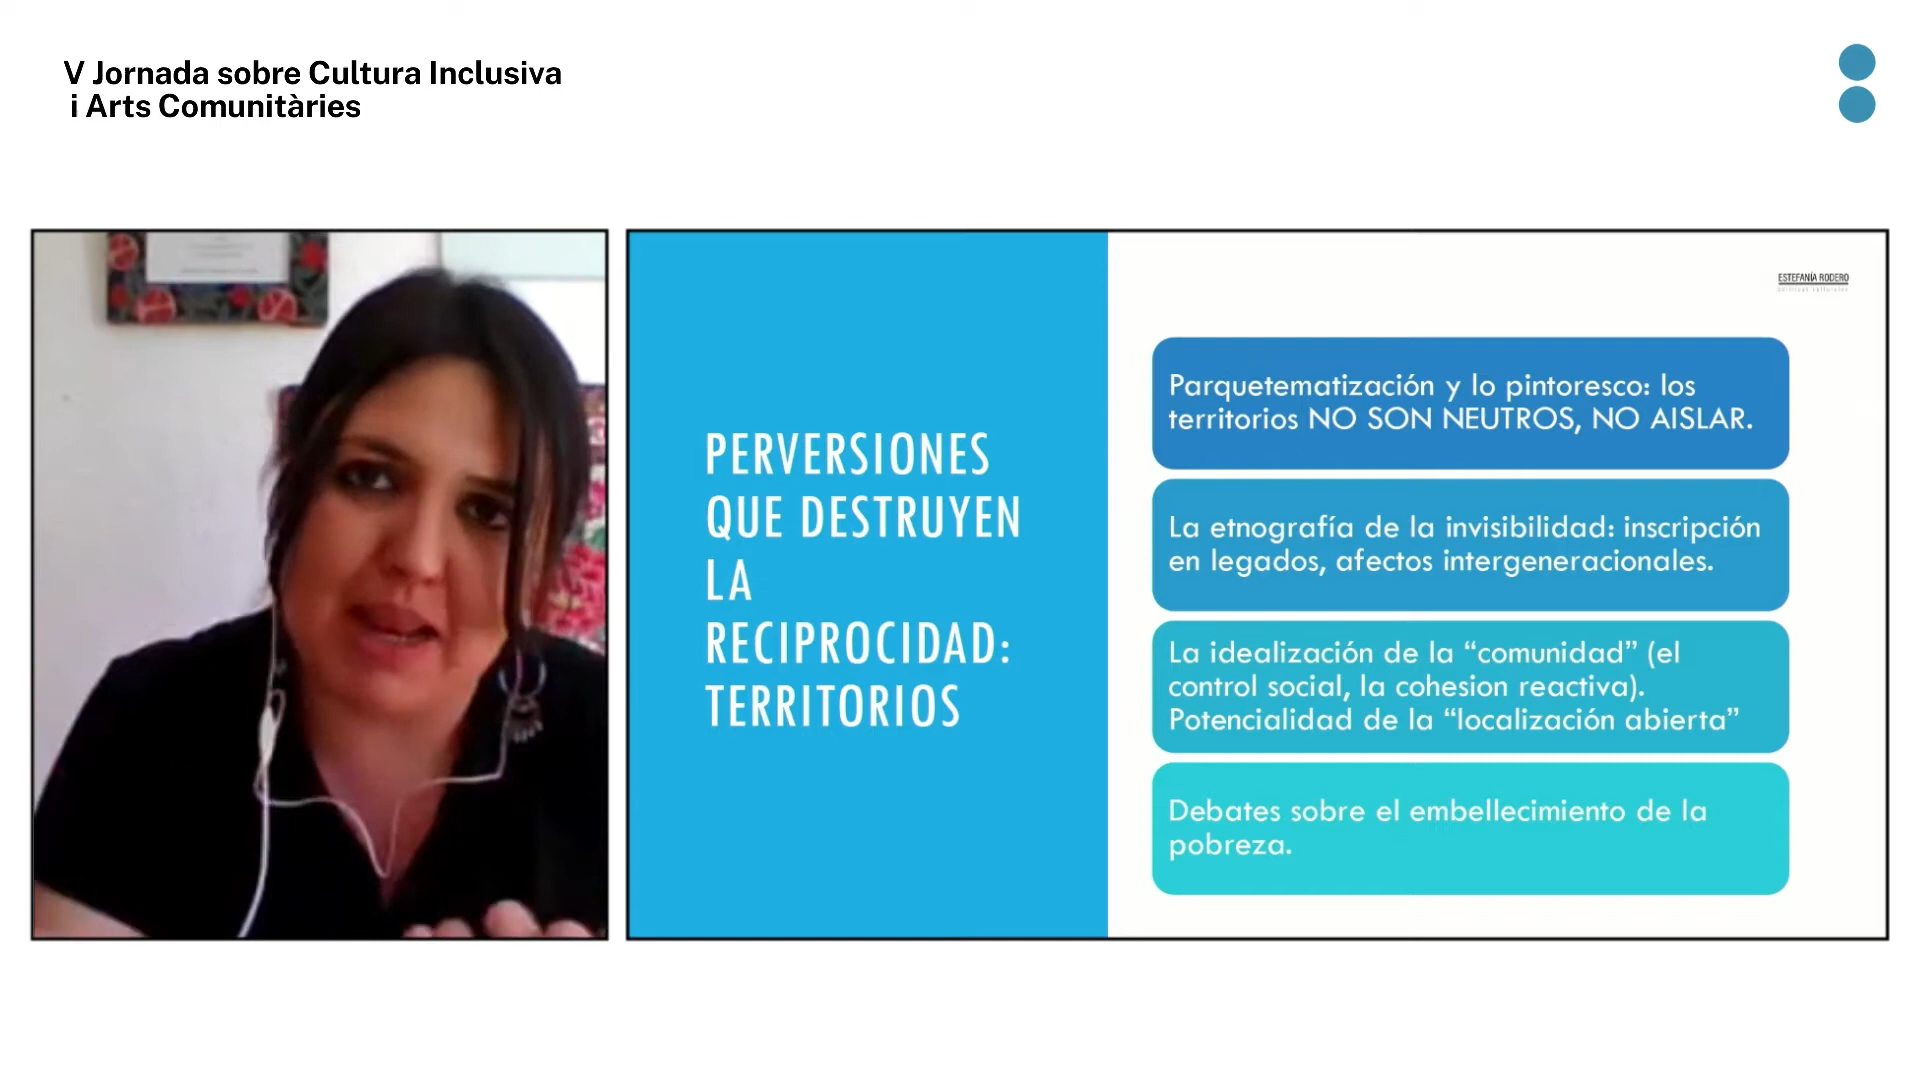 V Jornada sobre Cultura Inclusiva
i Arts Comunitàries
ESTEFANÍA RODERO
políticas culturales
PERVERSIONES
QUE DESTRUYEN
LA
RECIPROCIDAD:
TERRITORIOS
Parquetematización y lo pintoresco: los
territorios NO SON NEUTROS, NO AISLAR.
La etnografía de la invisibilidad: inscripción
en legados, afectos intergeneracionales.
La idealización de la “comunidad” (el
control social, la cohesion reactiva).
Potencialidad de la “localización abierta”
Debates sobre el embellecimiento de la
pobreza.